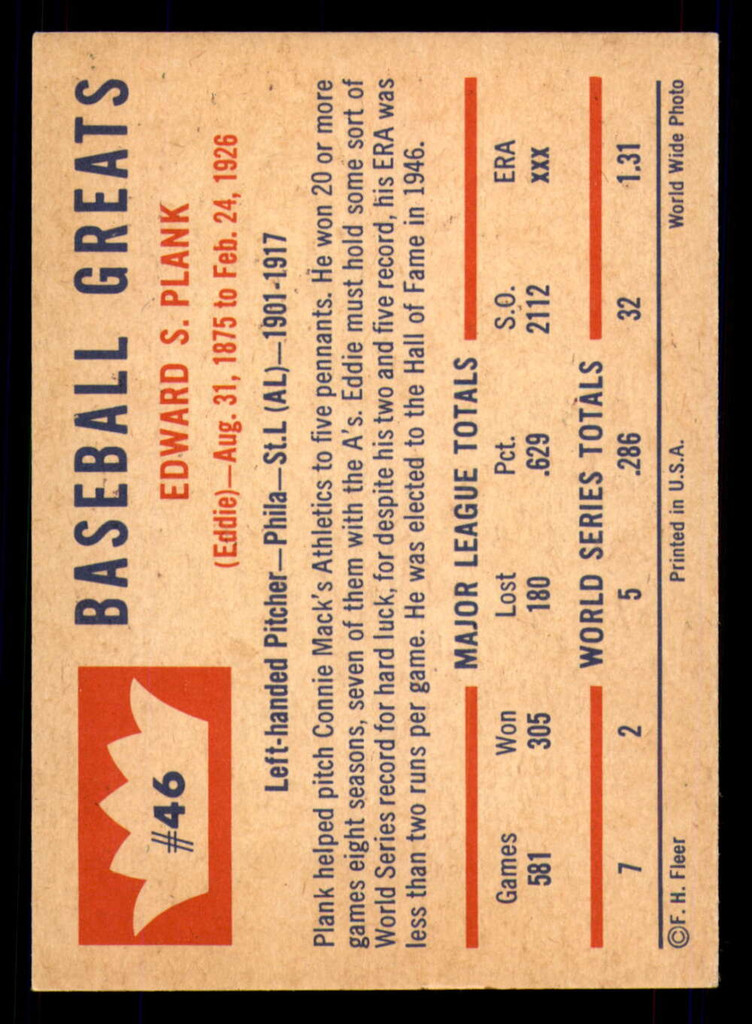 #46
BASEBALL GREATS
EDWARD S. PLANK
(Eddie)—Aug. 31, 1875 to Feb. 24, 1926
Left-handed Pitcher—Phila—St.L (AL)—1901-1917
Plank helped pitch Connie Mack's Athletics to five pennants. He won 20 or more
games eight seasons, seven of them with the A's. Eddie must hold some sort of
World Series record for hard luck, for despite his two and five record, his ERA was
less than two runs per game. He was elected to the Hall of Fame in 1946.
MAJOR LEAGUE TOTALS
Games Won Lost Pct. S.O. ERA
581 305 180 .629 2112 XXX
WORLD SERIES TOTALS
7 2 5 .286 32 1.31
©F. H. Fleer Printed in U.S.A. World Wide Photo